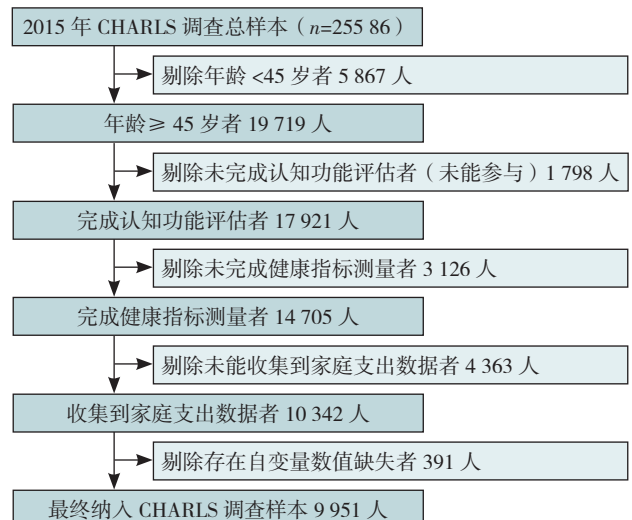 2015 年 CHARLS 调查总样本（n=255 86）
剔除年龄 <45 岁者 5 867 人
年龄≥ 45 岁者 19 719 人
剔除未完成认知功能评估者（未能参与）1 798 人
完成认知功能评估者 17 921 人
剔除未完成健康指标测量者 3 126 人
完成健康指标测量者 14 705 人
剔除未能收集到家庭支出数据者 4 363 人
收集到家庭支出数据者 10 342 人
剔除存在自变量数值缺失者 391 人
最终纳入 CHARLS 调查样本 9 951 人